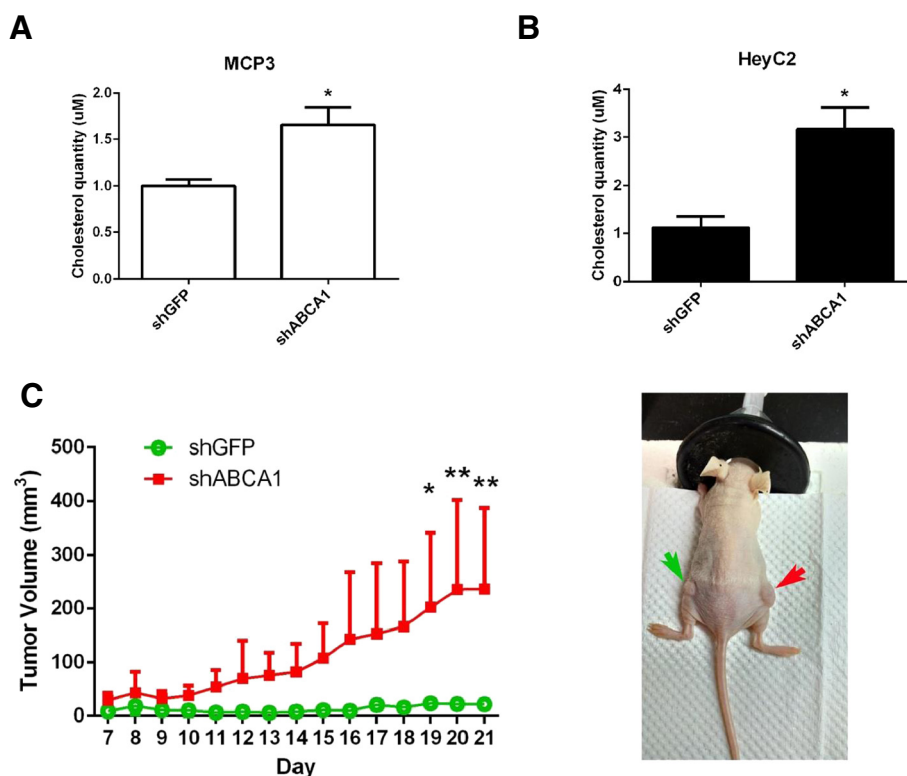 A
MCP3
Cholesterol quantity (uM)
2.0
1.5
1.0
0.5
0.0
*
shGFP
shABCA1
B
HeyC2
Cholesterol quantity (uM)
4
3
2
1
0
*
shGFP
shABCA1
C
Tumor Volume (mm³)
500
400
300
200
100
0
shGFP
shABCA1
* ** **
7 8 9 10 11 12 13 14 15 16 17 18 19 20 21
Day